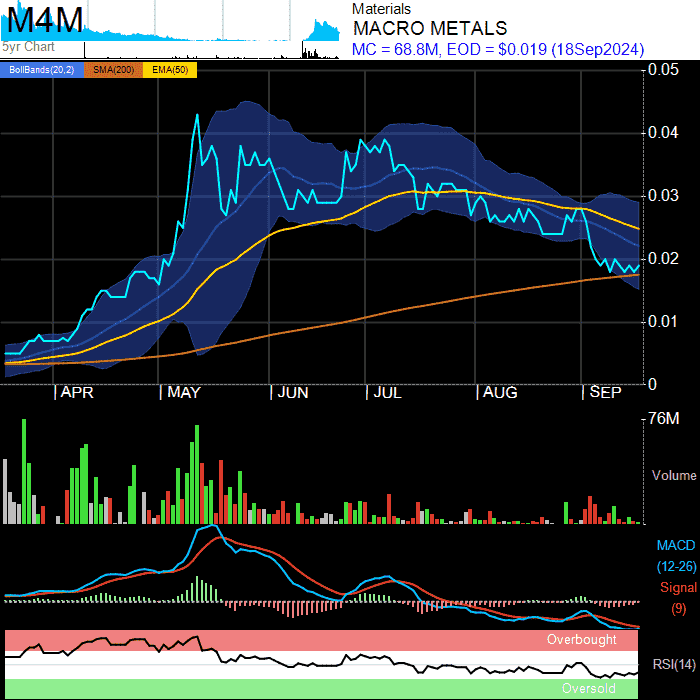 M4M
5yr Chart
Materials
MACRO METALS
MC = 68.8M, EOD = $0.019 (18Sep2024)
BollBands(20,2) SMA(200) EMA(50)
0.05
0.04
0.03
0.02
0.01
0
APR MAY JUN JUL AUG SEP
76M
Volume
MACD
(12-26)
Signal
(9)
Overbought
RSI(14)
Oversold